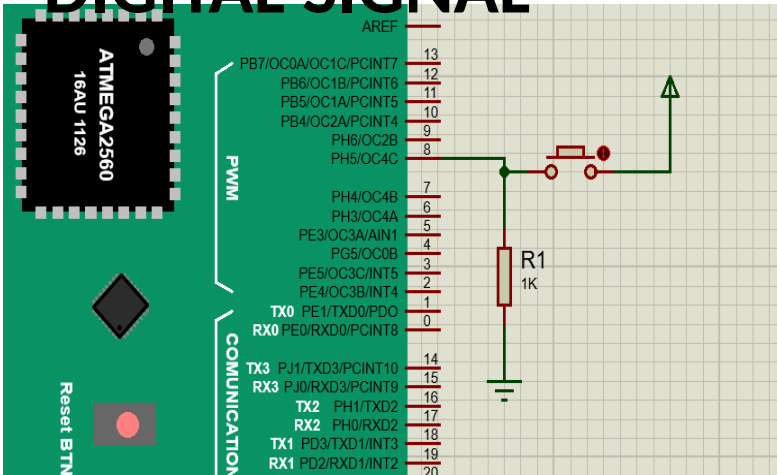 DIGITAL SIGNAL
ATMEGA2560
16AU 1126
AREF
PB7/OC0A/OC1C/PCINT7 13
PB6/OC1B/PCINT6 12
PB5/OC1A/PCINT5 11
PB4/OC2A/PCINT4 10
PH6/OC2B 9
PH5/OC4C 8
PWM
PH4/OC4B 7
PH3/OC4A 6
PE3/OC3A/AIN1 5
PG5/OC0B 4
PE5/OC3C/INT5 3
PE4/OC3B/INT4 2
TX0 PE1/TXD0/PDO 1
RX0 PE0/RXD0/PCINT8 0
R1
1K
COMUNICATION
TX3 PJ1/TXD3/PCINT10 14
RX3 PJ0/RXD3/PCINT9 15
TX2 PH1/TXD2 16
RX2 PH0/RXD2 17
TX1 PD3/TXD1/INT3 18
RX1 PD2/RXD1/INT2 19
20
Reset BTN